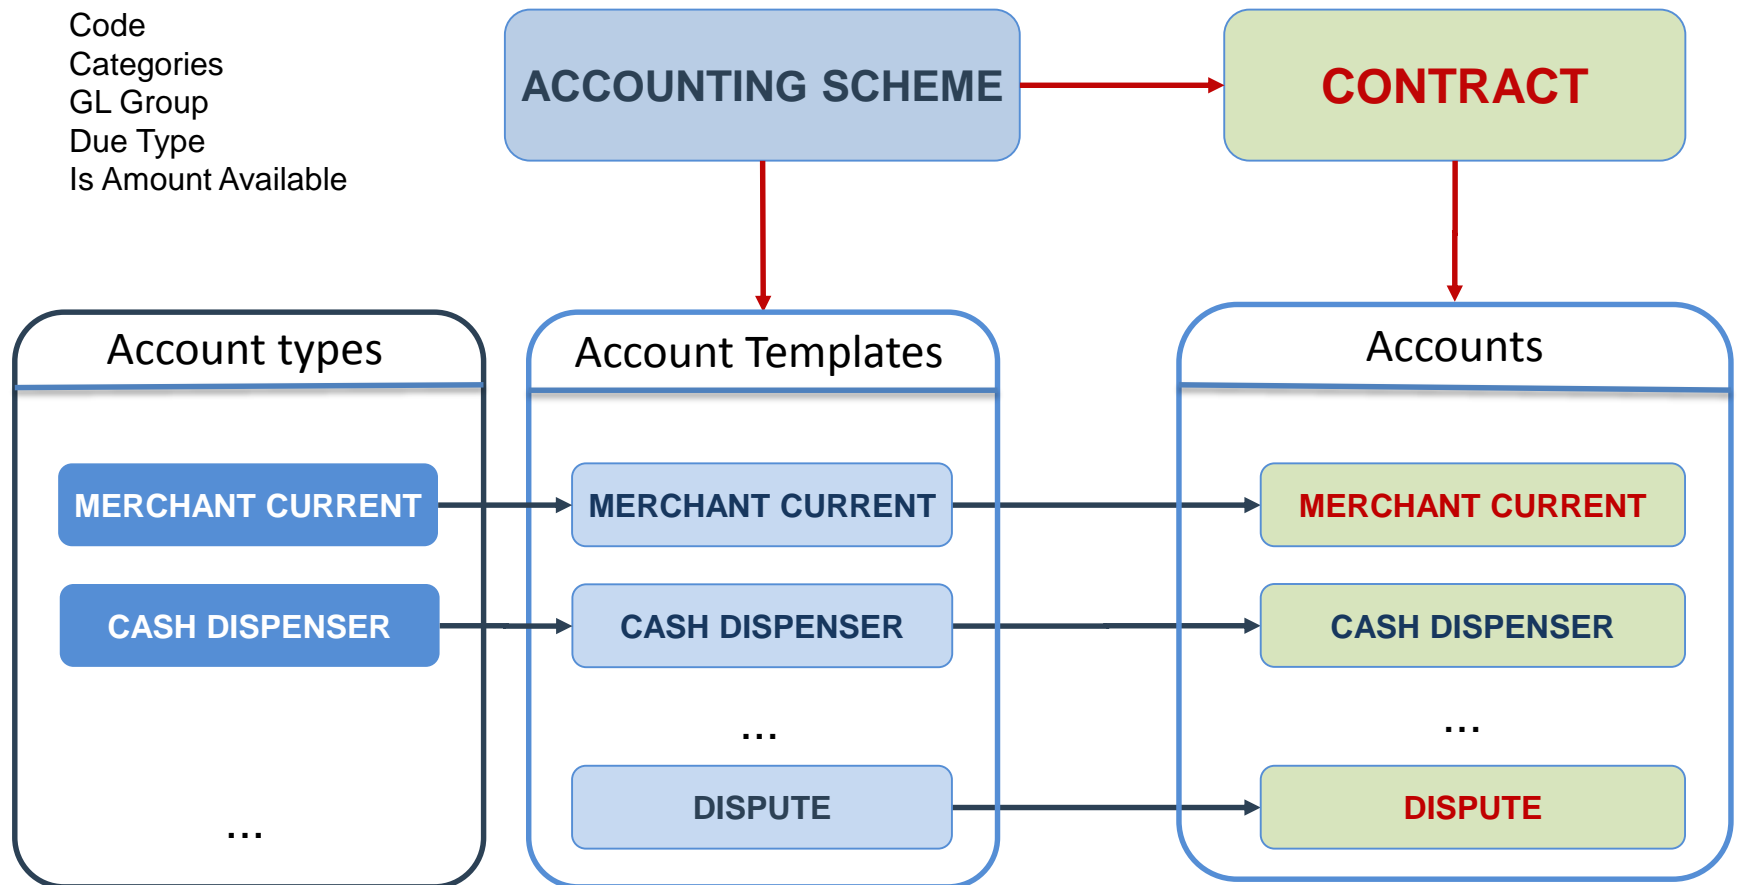 Code
Categories
GL Group
Due Type
Is Amount Available
ACCOUNTING SCHEME
CONTRACT
Account types
MERCHANT CURRENT
CASH DISPENSER
...
Account Templates
MERCHANT CURRENT
CASH DISPENSER
...
DISPUTE
Accounts
MERCHANT CURRENT
CASH DISPENSER
...
DISPUTE